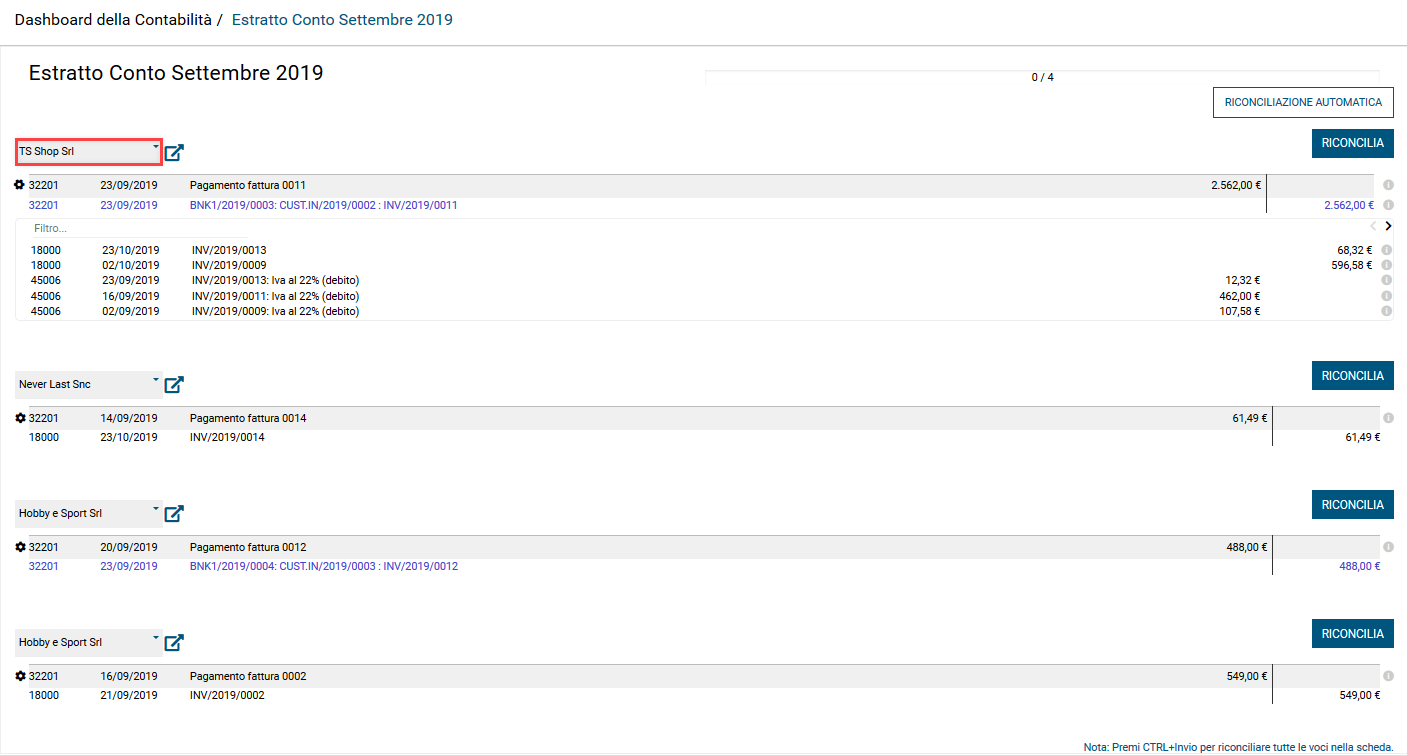 Dashboard della Contabilità / Estratto Conto Settembre 2019
Estratto Conto Settembre 2019
0 / 4
RICONCILIAZIONE AUTOMATICA
TS Shop Srl RICONCILIA
32201 23/09/2019 Pagamento fattura 0011 2.562,00 €
32201 23/09/2019 BNK1/2019/0003: CUST.IN/2019/0002 : INV/2019/0011 2.562,00 €
Filtro...
18000 23/10/2019 INV/2019/0013 68,32 €
18000 02/10/2019 INV/2019/0009 596,58 €
45006 23/09/2019 INV/2019/0013: Iva al 22% (debito) 12,32 €
45006 16/09/2019 INV/2019/0011: Iva al 22% (debito) 462,00 €
45006 02/09/2019 INV/2019/0009: Iva al 22% (debito) 107,58 €
Never Last Snc RICONCILIA
32201 14/09/2019 Pagamento fattura 0014 61,49 €
18000 23/10/2019 INV/2019/0014 61,49 €
Hobby e Sport Srl RICONCILIA
32201 20/09/2019 Pagamento fattura 0012 488,00 €
32201 23/09/2019 BNK1/2019/0004: CUST.IN/2019/0003 : INV/2019/0012 488,00 €
Hobby e Sport Srl RICONCILIA
32201 16/09/2019 Pagamento fattura 0002 549,00 €
18000 21/09/2019 INV/2019/0002 549,00 €
Nota: Premi CTRL+Invio per riconciliare tutte le voci nella scheda.